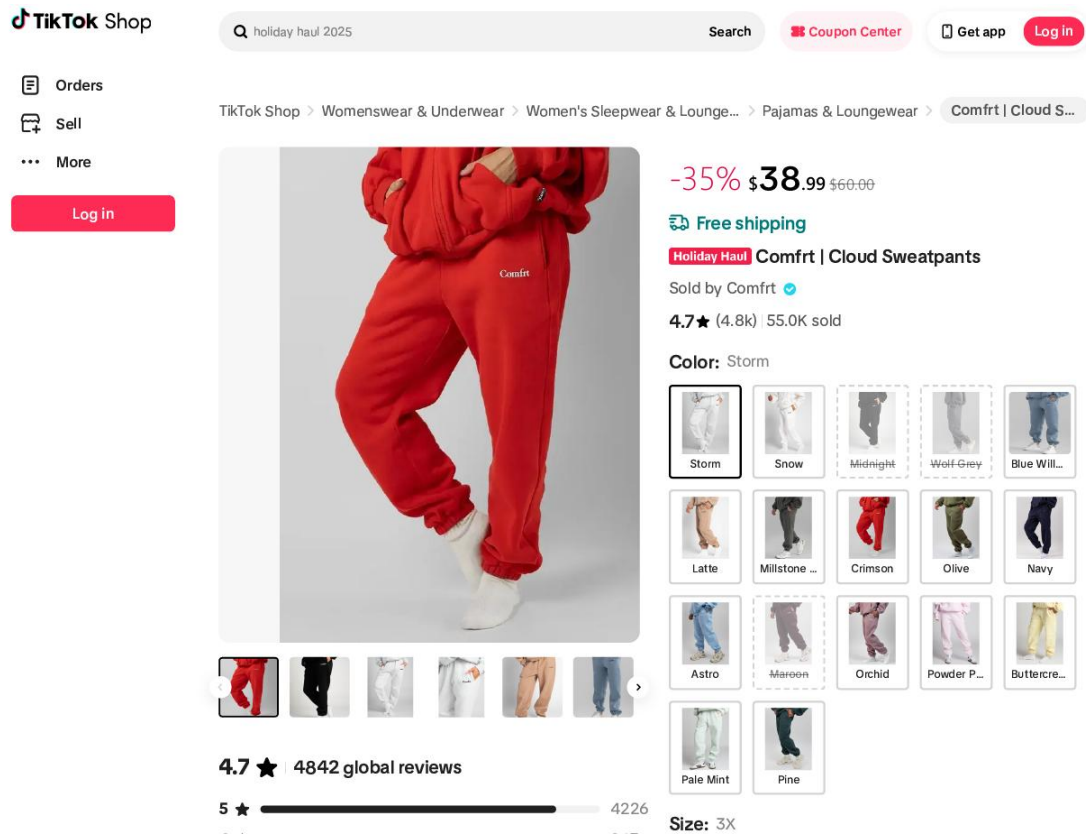 TikTok Shop
holiday haul 2025
Search
Coupon Center
Get app
Log in
Orders
Sell
More
Log in
TikTok Shop > Womenswear & Underwear > Women's Sleepwear & Lounge... > Pajamas & Loungewear > Comfrt | Cloud S...
Comfrt
-35% $38.99 $60.00
Free shipping
Holiday Haul Comfrt | Cloud Sweatpants
Sold by Comfrt
4.7★ (4.8k) | 55.0K sold
Color: Storm
Storm
Snow
Midnight
Wolf Grey
Blue Will...
Latte
Millstone ...
Crimson
Olive
Navy
Astro
Maroon
Orchid
Powder P...
Buttercre...
Pale Mint
Pine
Size: 3X
4.7 ★ | 4842 global reviews
5 ★ 4226